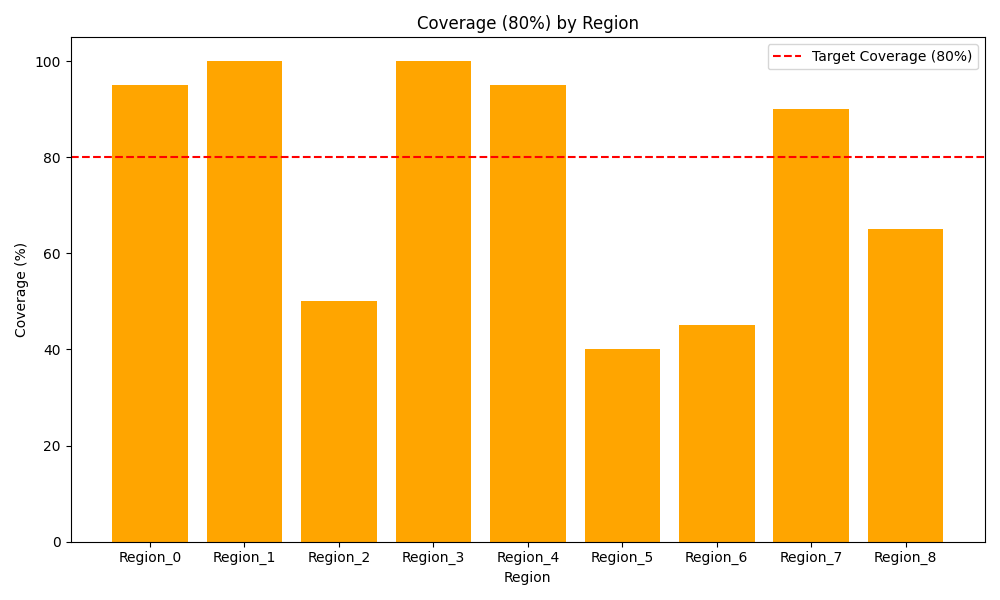 Coverage (80%) by Region
Target Coverage (80%)
Coverage (%)
100
80
60
40
20
0
Region_0 Region_1 Region_2 Region_3 Region_4 Region_5 Region_6 Region_7 Region_8
Region